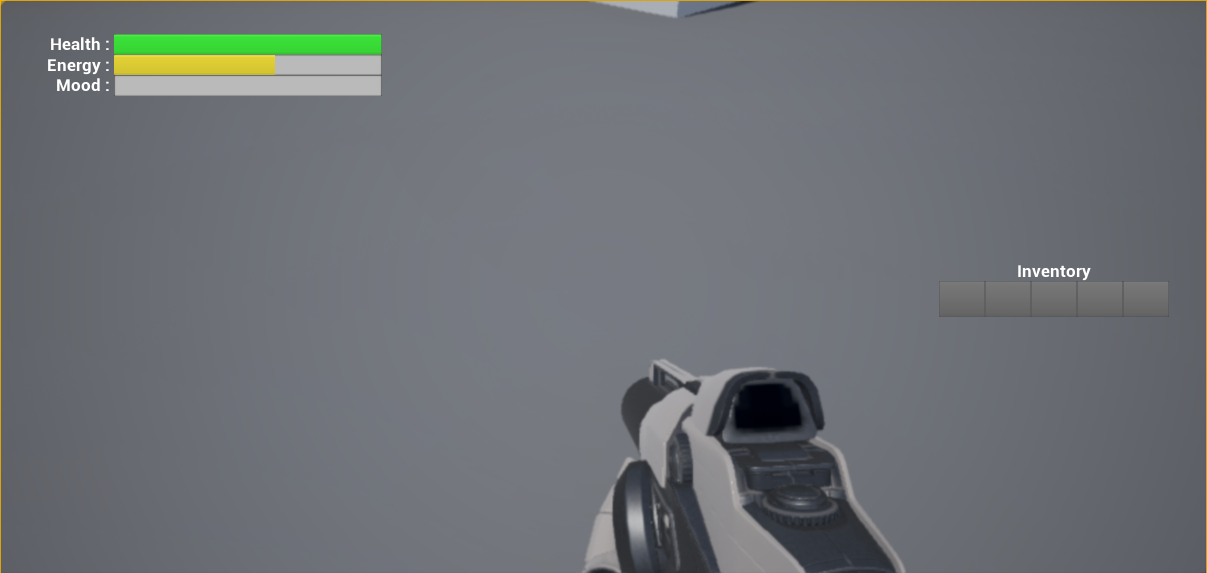 Health :
Energy :
Mood :
Inventory